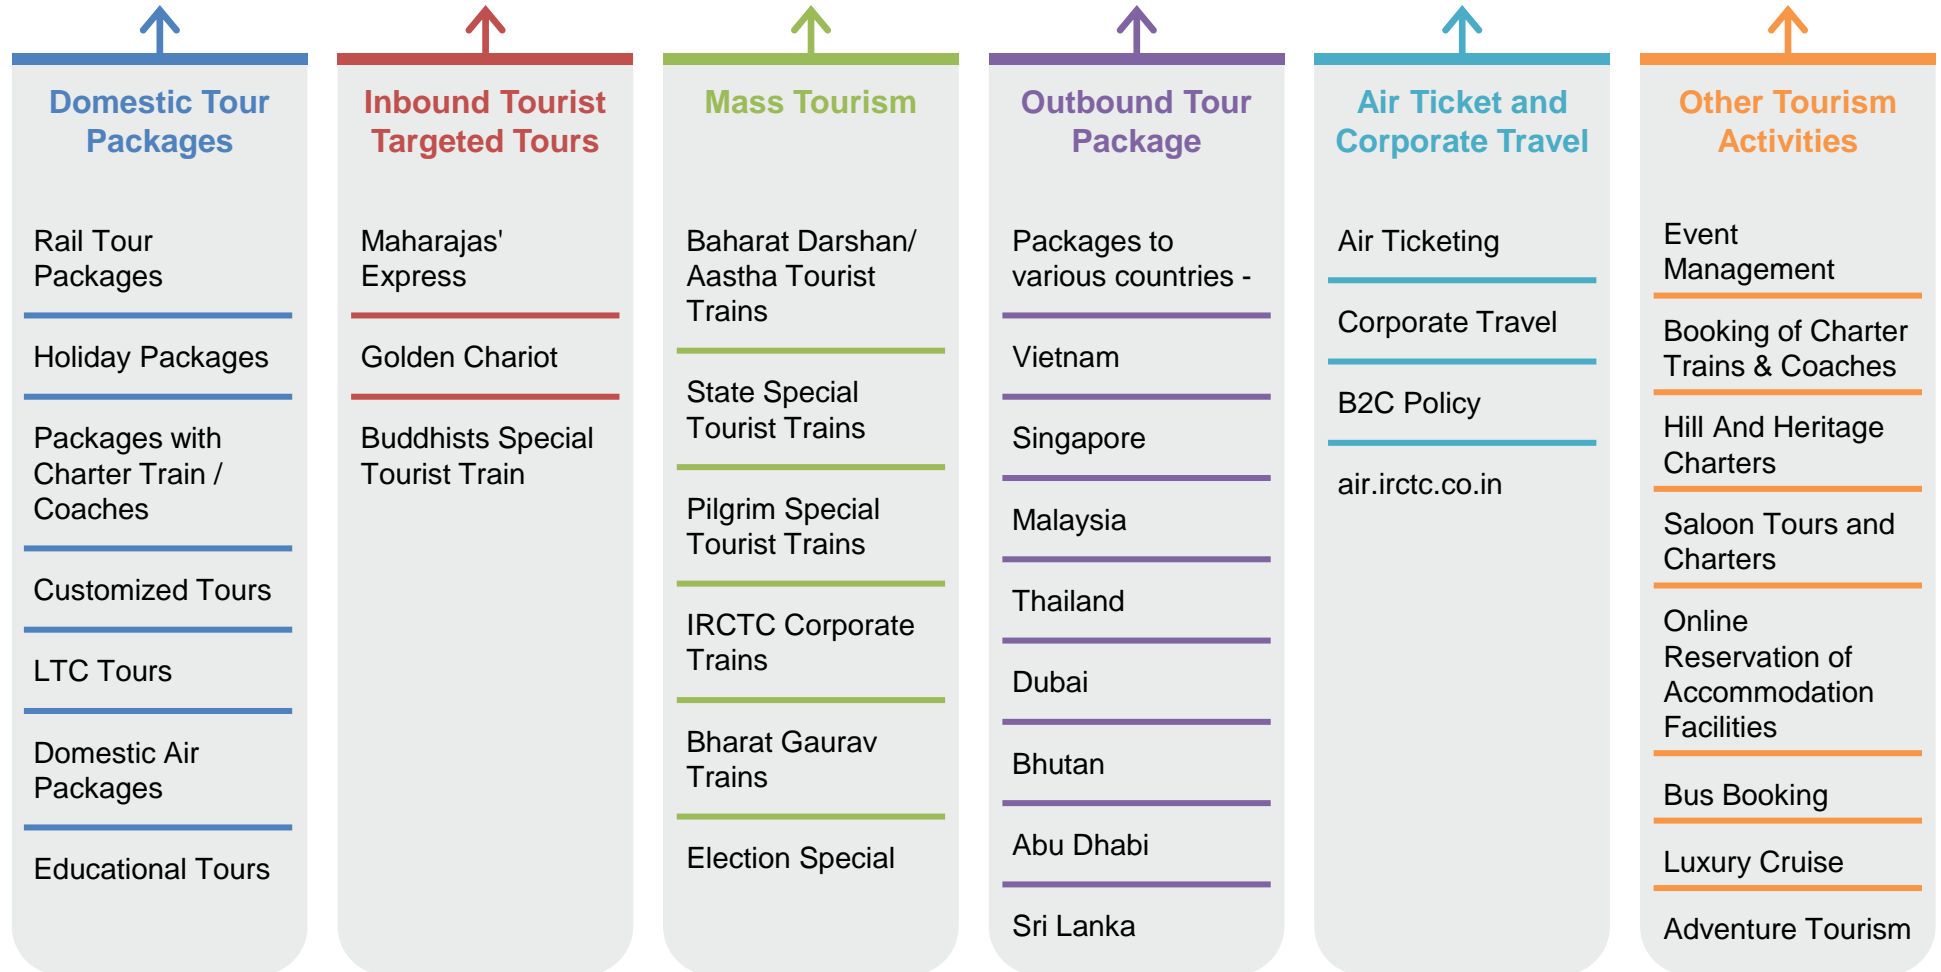 Domestic Tour
Packages
Rail Tour
Packages
Holiday Packages
Packages with
Charter Train /
Coaches
Customized Tours
LTC Tours
Domestic Air
Packages
Educational Tours
Inbound Tourist
Targeted Tours
Maharajas'
Express
Golden Chariot
Buddhists Special
Tourist Train
Mass Tourism
Baharat Darshan/
Aastha Tourist
Trains
State Special
Tourist Trains
Pilgrim Special
Tourist Trains
IRCTC Corporate
Trains
Bharat Gaurav
Trains
Election Special
Outbound Tour
Package
Packages to
various countries -
Vietnam
Singapore
Malaysia
Thailand
Dubai
Bhutan
Abu Dhabi
Sri Lanka
Air Ticket and
Corporate Travel
Air Ticketing
Corporate Travel
B2C Policy
air.irctc.co.in
Other Tourism
Activities
Event
Management
Booking of Charter
Trains & Coaches
Hill And Heritage
Charters
Saloon Tours and
Charters
Online
Reservation of
Accommodation
Facilities
Bus Booking
Luxury Cruise
Adventure Tourism